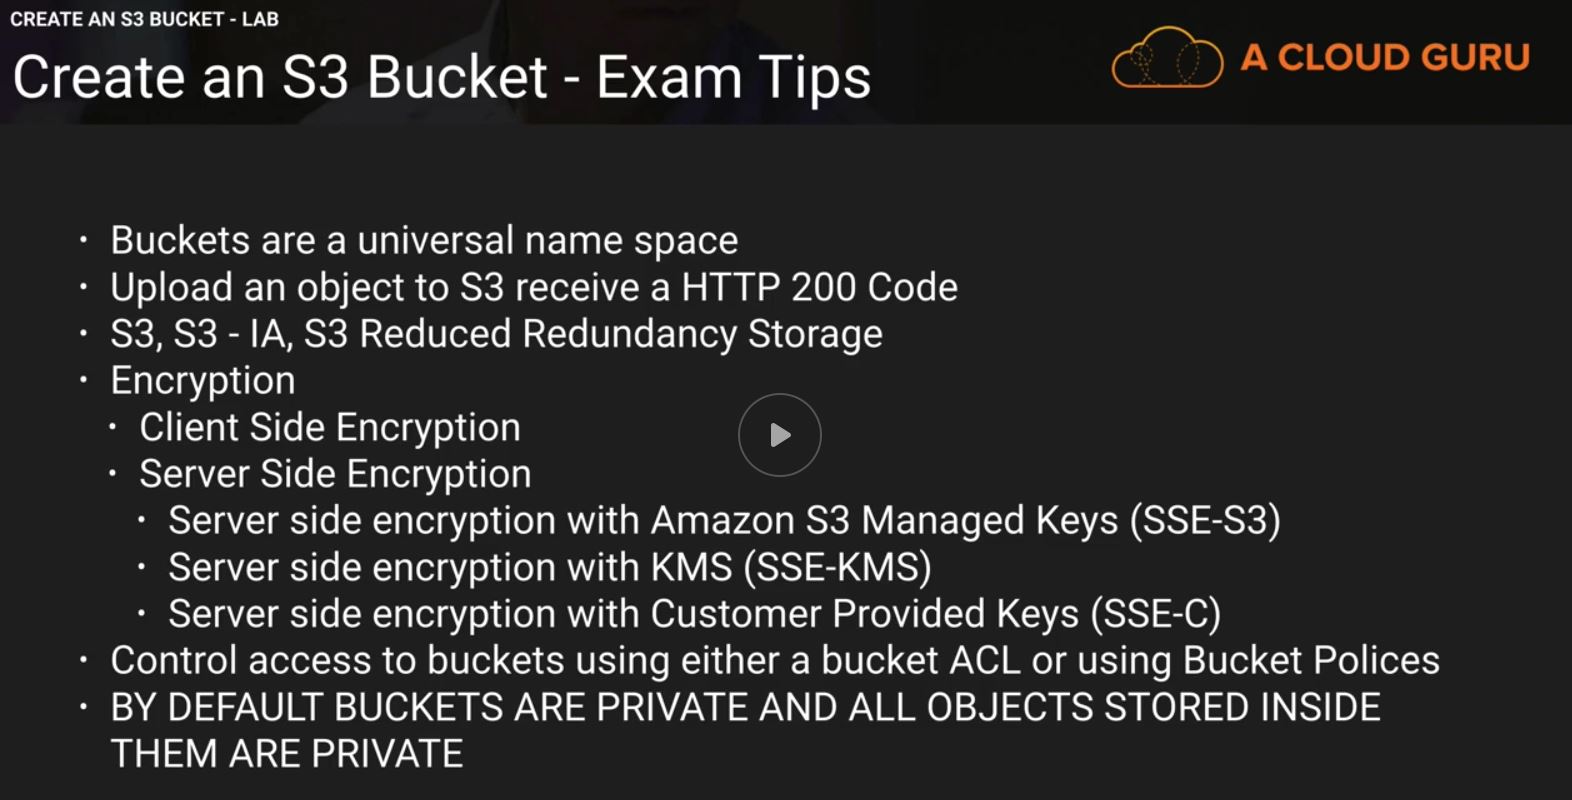 CREATE AN S3 BUCKET - LAB
Create an S3 Bucket - Exam Tips
A CLOUD GURU
• Buckets are a universal name space
• Upload an object to S3 receive a HTTP 200 Code
• S3, S3 - IA, S3 Reduced Redundancy Storage
• Encryption
• Client Side Encryption
• Server Side Encryption
• Server side encryption with Amazon S3 Managed Keys (SSE-S3)
• Server side encryption with KMS (SSE-KMS)
• Server side encryption with Customer Provided Keys (SSE-C)
• Control access to buckets using either a bucket ACL or using Bucket Polices
• BY DEFAULT BUCKETS ARE PRIVATE AND ALL OBJECTS STORED INSIDE
THEM ARE PRIVATE